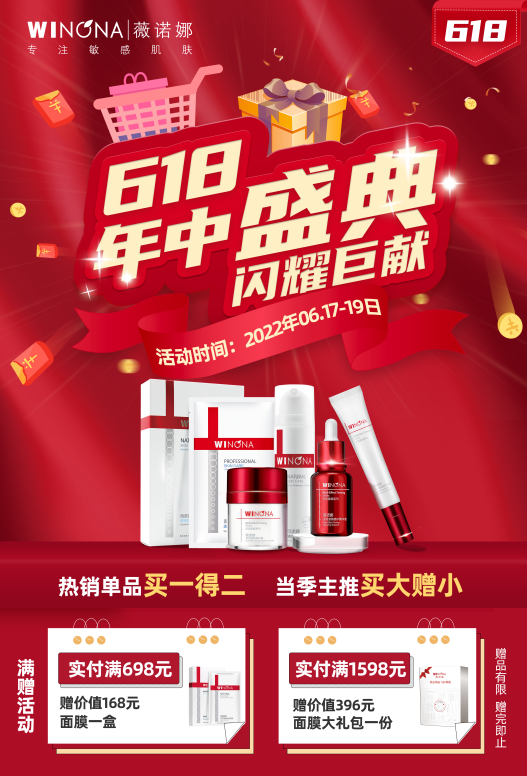 WINONA|薇诺娜
专注敏感肌肤
618
618
年中盛典
闪耀巨献
活动时间：2022年06.17-19日
WINONA
PROFESSIONAL
WINONA
WINONA
WINONA
WINONA
热销单品买一得二 当季主推买大赠小
满赠活动
实付满698元
赠价值168元
面膜一盒
实付满1598元
赠价值396元
面膜大礼包一份
赠品有限 赠完即止